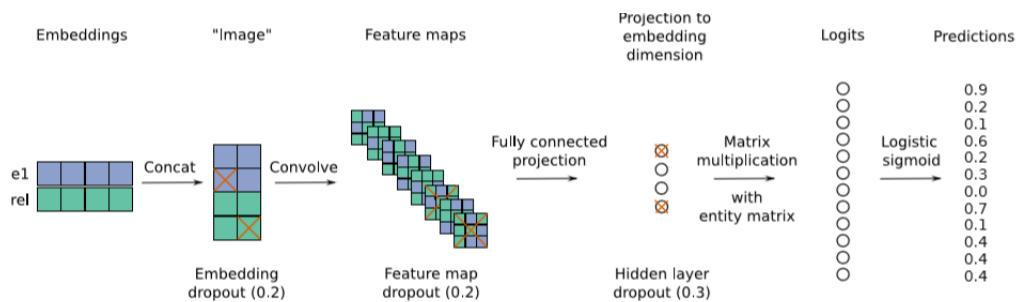 Embeddings
"Image"
Feature maps
Projection to
embedding
dimension
Logits
Predictions
e1
rel
Concat
Convolve
Fully connected
projection
Matrix
multiplication
with
entity matrix
Logistic
sigmoid
0.9
0.2
0.1
0.6
0.2
0.3
0.0
0.7
0.1
0.4
0.4
0.4
Embedding
dropout (0.2)
Feature map
dropout (0.2)
Hidden layer
dropout (0.3)